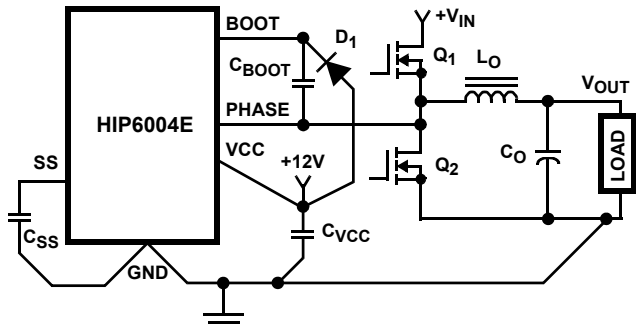 BOOT
D1
+VIN
Q1
LO
CBOOT
VOUT
HIP6004E
PHASE
VCC
+12V
SS
Q2
CO
LOAD
CSS
CVCC
GND